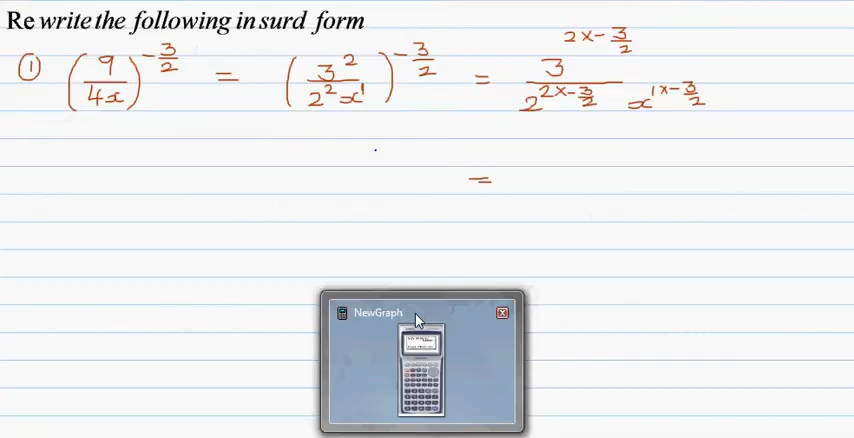 Re write the following in surd form
① (9/4x)^(-3/2) = (3^2/2^2 x^1)^(-3/2) = 3^(2x-3/2) / 2^(2x-3/2) x^(1x-3/2)
=
NewGraph